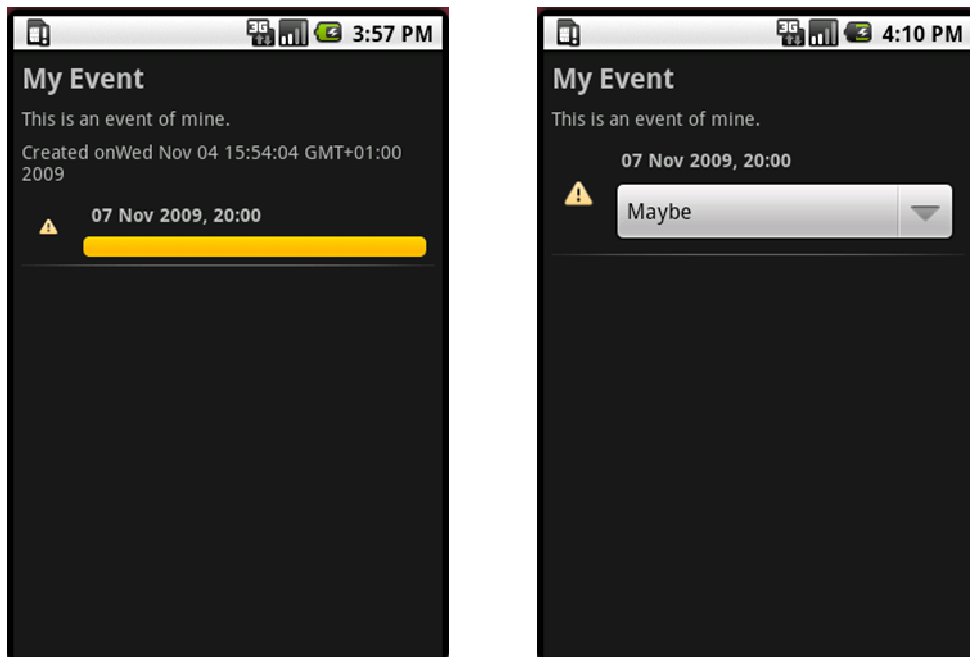 3G
3:57 PM
My Event
This is an event of mine.
Created onWed Nov 04 15:54:04 GMT+01:00
2009
07 Nov 2009, 20:00
3G
4:10 PM
My Event
This is an event of mine.
07 Nov 2009, 20:00
Maybe